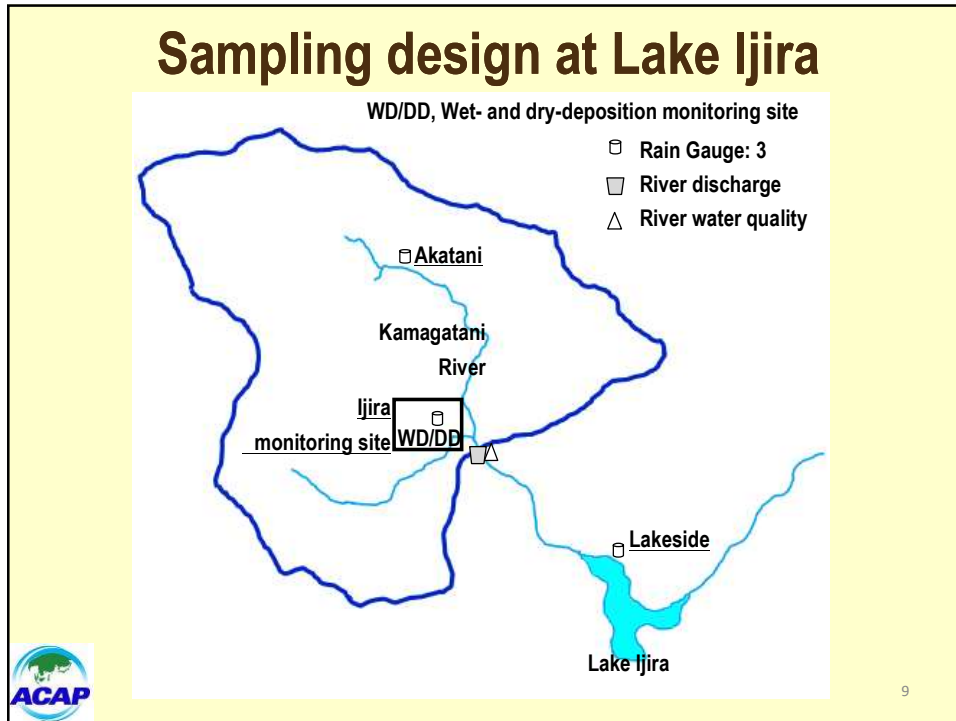 Sampling design at Lake Ijira
WD/DD, Wet- and dry-deposition monitoring site
Rain Gauge: 3
River discharge
River water quality
Akatani
Kamagatani
River
Ijira
monitoring site
WD/DD
Lakeside
Lake Ijira
ACAP
9